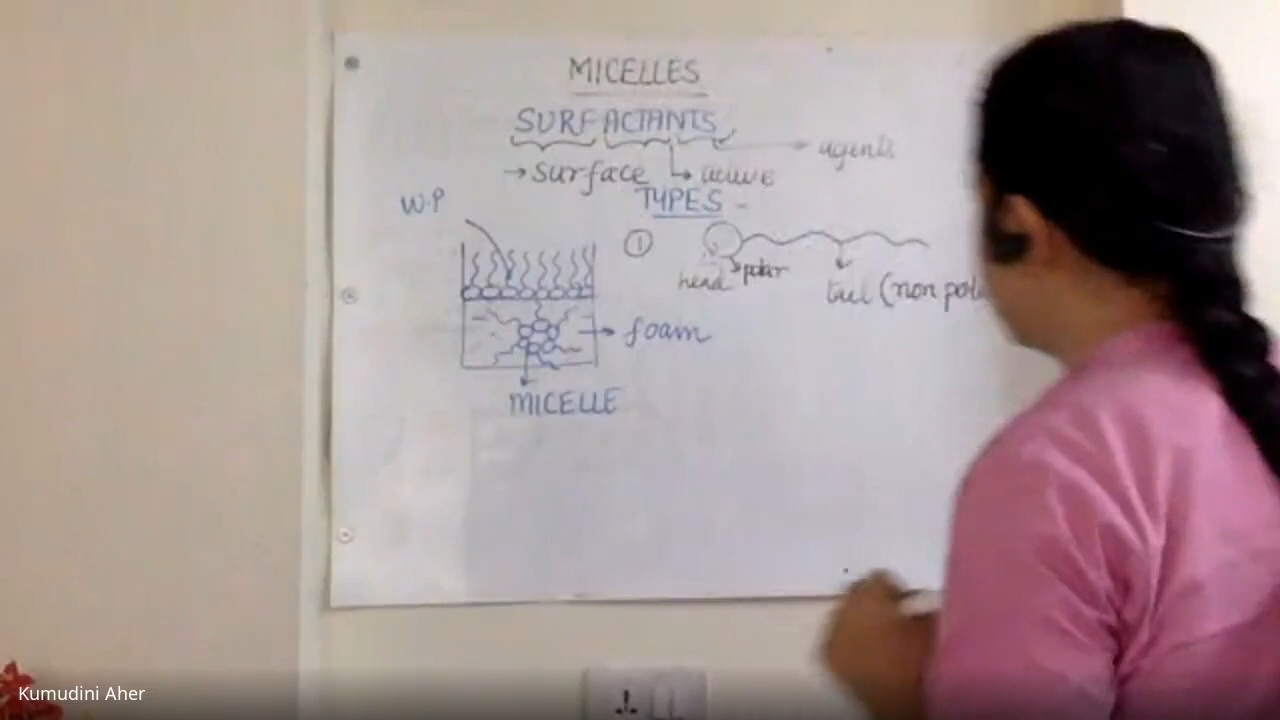 MICELLES
SURFACTANTS
→ agents
→ surface → active
W.P TYPES -
①
head polar
tail (non pol
→ foam
MICELLE
Kumudini Aher